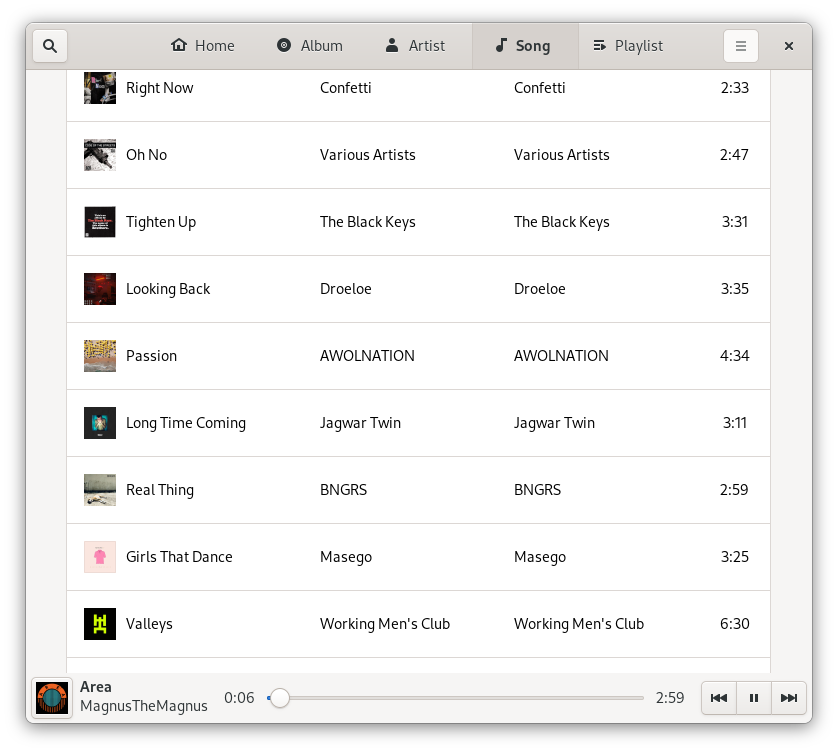 Home Album Artist Song Playlist
Right Now Confetti Confetti 2:33
Oh No Various Artists Various Artists 2:47
Tighten Up The Black Keys The Black Keys 3:31
Looking Back Droeloe Droeloe 3:35
Passion AWOLNATION AWOLNATION 4:34
Long Time Coming Jagwar Twin Jagwar Twin 3:11
Real Thing BNGRS BNGRS 2:59
Girls That Dance Masego Masego 3:25
Valleys Working Men's Club Working Men's Club 6:30
Area
MagnusTheMagnus 0:06 2:59